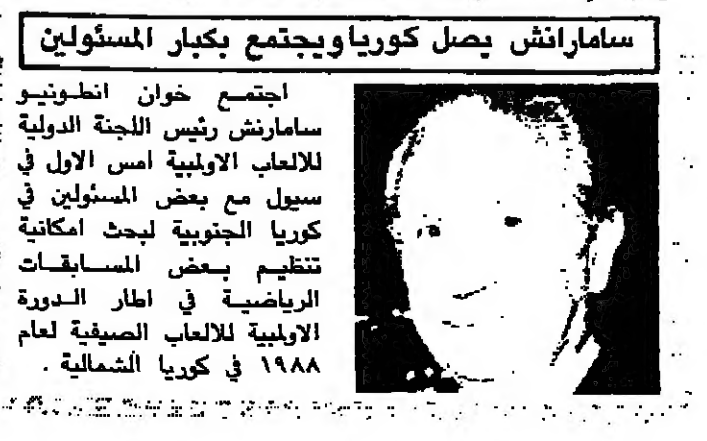 سامارانش يصل كوريا ويجتمع بكبار المسئولين
اجتمع خوان انطونيو
سامارنش رئيس اللجنة الدولية
للالعاب الاولمبية امس الاول في
سيول مع بعض المسئولين في
كوريا الجنوبية لبحث امكانية
تنظيم بعض المسابقات
الرياضية في اطار الدورة
الاولمبية للالعاب الصيفية لعام
١٩٨٨ في كوريا الشمالية .